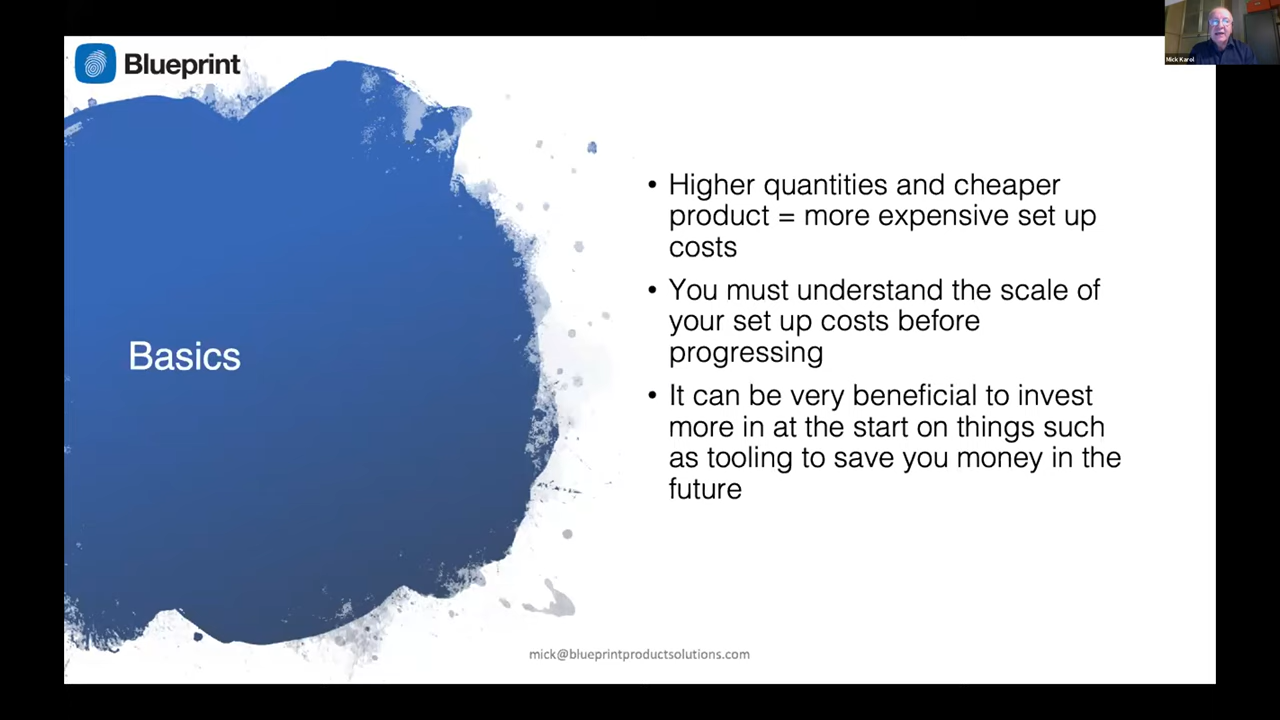 Blueprint
Mick Karol
Basics
• Higher quantities and cheaper
product = more expensive set up
costs
• You must understand the scale of
your set up costs before
progressing
• It can be very beneficial to invest
more in at the start on things such
as tooling to save you money in the
future
mick@blueprintproductsolutions.com